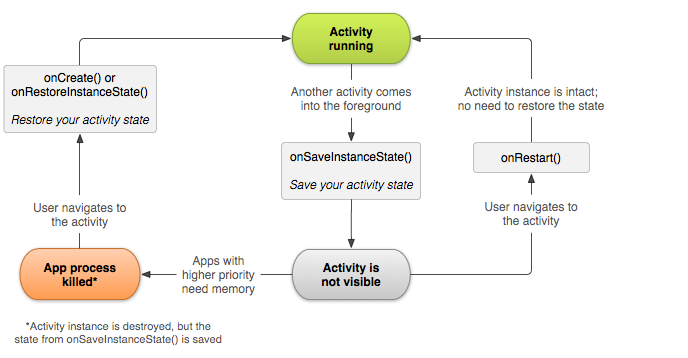 Activity
running
onCreate() or
onRestoreInstanceState()
Restore your activity state
Another activity comes
into the foreground
Activity instance is intact;
no need to restore the state
onSaveInstanceState()
Save your activity state
onRestart()
User navigates to
the activity
User navigates to
the activity
App process
killed*
Apps with
higher priority
need memory
Activity is
not visible
*Activity instance is destroyed, but the
state from onSaveInstanceState() is saved